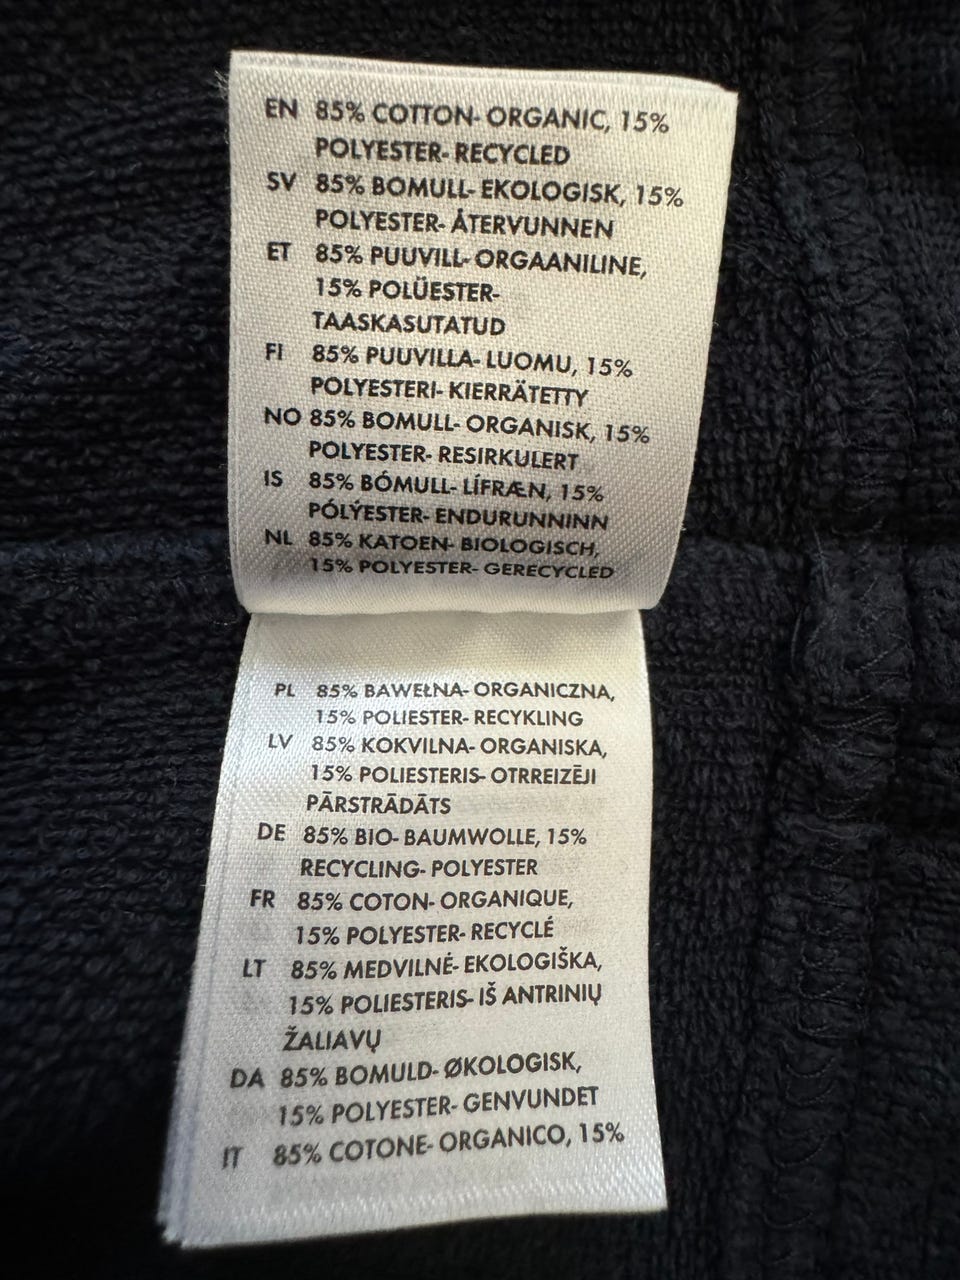 EN 85% COTTON- ORGANIC, 15%
POLYESTER- RECYCLED
SV 85% BOMULL- EKOLOGISK, 15%
POLYESTER- ÅTERVUNNEN
ET 85% PUUVILL- ORGAANILINE,
15% POLÜESTER-
TAASKASUTATUD
FI 85% PUUVILLA- LUOMU, 15%
POLYESTERI- KIERRÄTETTY
NO 85% BOMULL- ORGANISK, 15%
POLYESTER- RESIRKULERT
IS 85% BÓMULL- LÍFRÆN, 15%
PÓLÝESTER- ENDURUNNINN
NL 85% KATOEN- BIOLOGISCH,
15% POLYESTER- GERECYCLED
PL 85% BAWEŁNA- ORGANICZNA,
15% POLIESTER- RECYKLING
LV 85% KOKVILNA- ORGANISKA,
15% POLIESTERIS- OTRREIZĒJI
PĀRSTRĀDĀTS
DE 85% BIO- BAUMWOLLE, 15%
RECYCLING- POLYESTER
FR 85% COTON- ORGANIQUE,
15% POLYESTER- RECYCLÉ
LT 85% MEDVILNĖ- EKOLOGIŠKA,
15% POLIESTERIS- IŠ ANTRINIŲ
ŽALIAVŲ
DA 85% BOMULD- ØKOLOGISK,
15% POLYESTER- GENVUNDET
IT 85% COTONE- ORGANICO, 15%